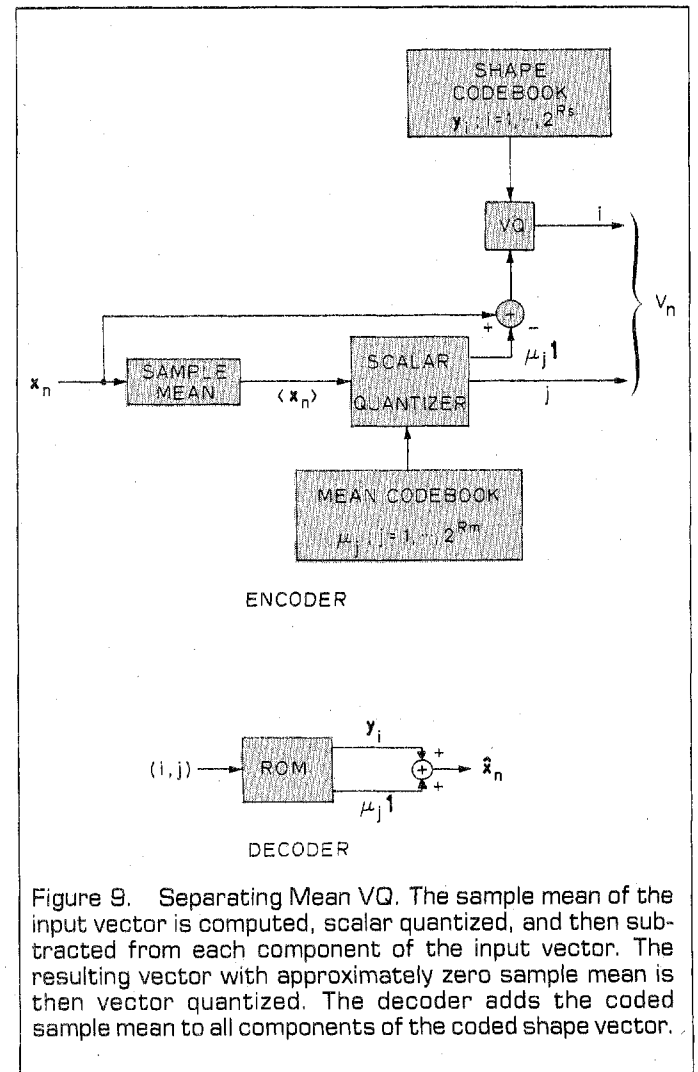 SHAPE
CODEBOOK
y_i, i=1,···,2^{Rs}
VQ
i
V_n
+
+ −
μ_j 1
x_n
SAMPLE
MEAN
⟨x_n⟩
SCALAR
QUANTIZER
j
MEAN CODEBOOK
μ_j, j=1,···,2^{Rm}
ENCODER
(i,j)
ROM
y_i
+
+
x̂_n
+
μ_j 1
DECODER
Figure 9. Separating Mean VQ. The sample mean of the
input vector is computed, scalar quantized, and then sub-
tracted from each component of the input vector. The
resulting vector with approximately zero sample mean is
then vector quantized. The decoder adds the coded
sample mean to all components of the coded shape vector.